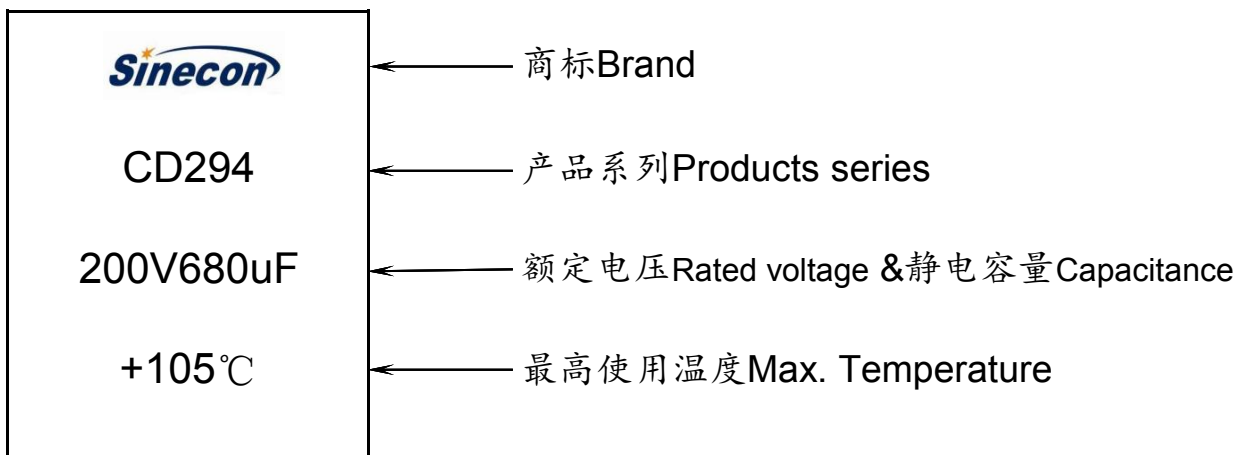 Sinecon 商标Brand
CD294 产品系列Products series
200V680uF 额定电压Rated voltage &静电容量Capacitance
+105℃ 最高使用温度Max. Temperature